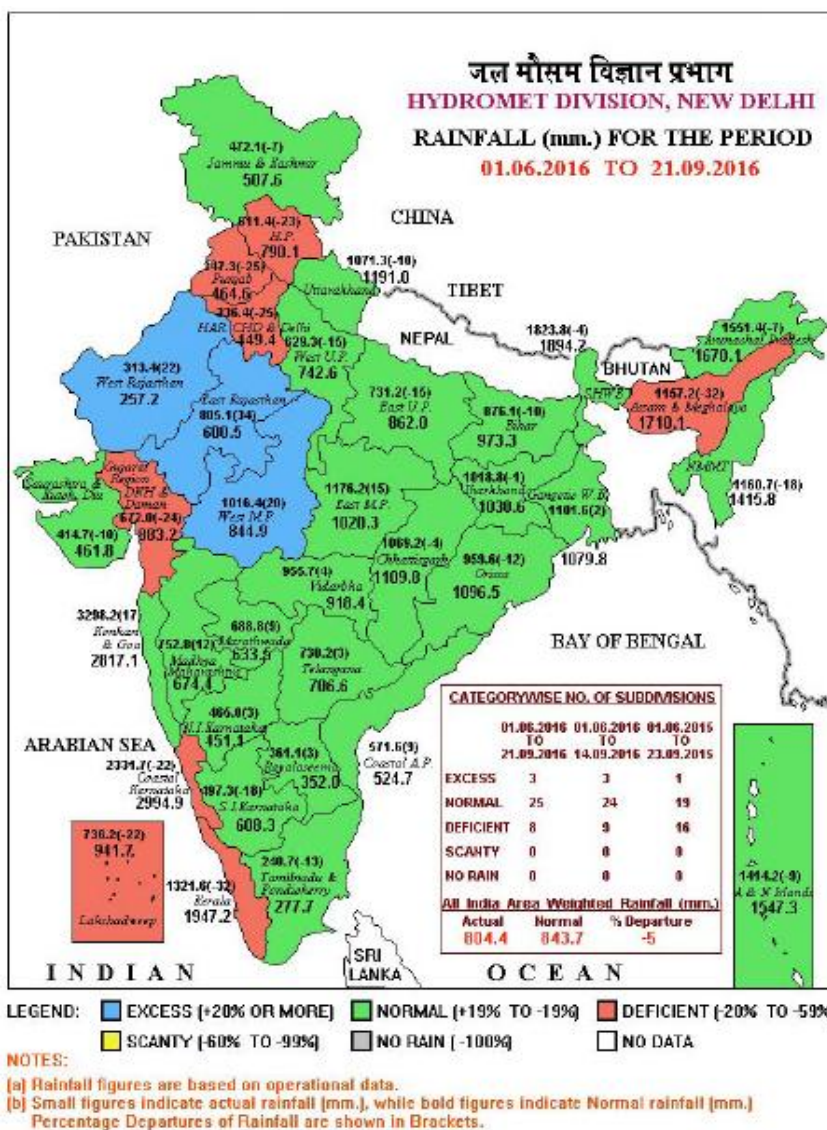 जल मौसम विज्ञान प्रभाग
HYDROMET DIVISION, NEW DELHI
RAINFALL (mm.) FOR THE PERIOD
01.06.2016 TO 21.09.2016
472.1(-7)
Jammu & Kashmir
507.6
CHINA
PAKISTAN
611.4(-23)
H.P.
790.1
347.3(-25)
Punjab
464.6
1071.3(-10)
1191.0
Uttarakhand
TIBET
336.4(-25)
HAR. CHD & Delhi
449.4
NEPAL
629.3(-15)
West U.P.
742.6
1823.8(-4)
1894.2
BHUTAN
SHWB
1551.4(-7)
Arunachal Pradesh
1670.1
313.4(22)
West Rajasthan
257.2
East Rajasthan
805.1(34)
600.5
731.2(-15)
East U.P.
862.0
876.1(-10)
Bihar
973.3
1157.2(-32)
Assam & Meghalaya
1710.1
NMMT
1160.7(-18)
1415.8
Saurashtra & Kutch, Diu
414.7(-10)
461.8
Gujarat
Region
DNH &
Daman
672.0(-24)
883.2
1016.4(20)
West M.P.
844.9
1176.2(15)
East M.P.
1020.3
1018.8(-1)
Jharkhand
1030.6
Gangetic W.B.
1101.6(2)
1079.8
1069.2(-4)
Chhattisgarh
1109.8
959.6(-12)
Orissa
1096.5
955.7(4)
Vidarbha
918.4
3298.2(17
Konkan
& Goa
2817.1
752.8(12)
Madhya
Maharashtra
674.4
688.8(9)
Marathwada
633.5
730.2(3)
Telangana
706.6
BAY OF BENGAL
ARABIAN SEA
465.0(3)
N.I.Karnataka
451.1
361.1(3)
Rayalaseema
352.0
571.6(9)
Coastal A.P.
524.7
2331.7(-22)
Coastal
Karnataka
2994.9
497.3(-18)
S.I.Karnataka
608.3
736.2(-22)
941.7
Lakshadweep
1321.6(-32)
Kerala
1947.2
240.7(-13)
Tamilnadu &
Pondicherry
277.7
1414.2(-9)
A & N Islands
1547.3
CATEGORYWISE NO. OF SUBDIVISIONS
01.06.2016 01.06.2016 01.06.2015
TO TO TO
21.09.2016 14.09.2016 23.09.2015
EXCESS 3 3 1
NORMAL 25 24 19
DEFICIENT 8 9 16
SCANTY 0 0 0
NO RAIN 0 0 0
All India Area Weighted Rainfall (mm.)
Actual Normal % Departure
804.4 843.7 -5
SRI
LANKA
INDIAN OCEAN
LEGEND: EXCESS (+20% OR MORE) NORMAL (+19% TO -19%) DEFICIENT (-20% TO -59%
SCANTY (-60% TO -99%) NO RAIN (-100%) NO DATA
NOTES:
(a) Rainfall figures are based on operational data.
(b) Small figures indicate actual rainfall (mm.), while bold figures indicate Normal rainfall (mm.)
Percentage Departures of Rainfall are shown in Brackets.